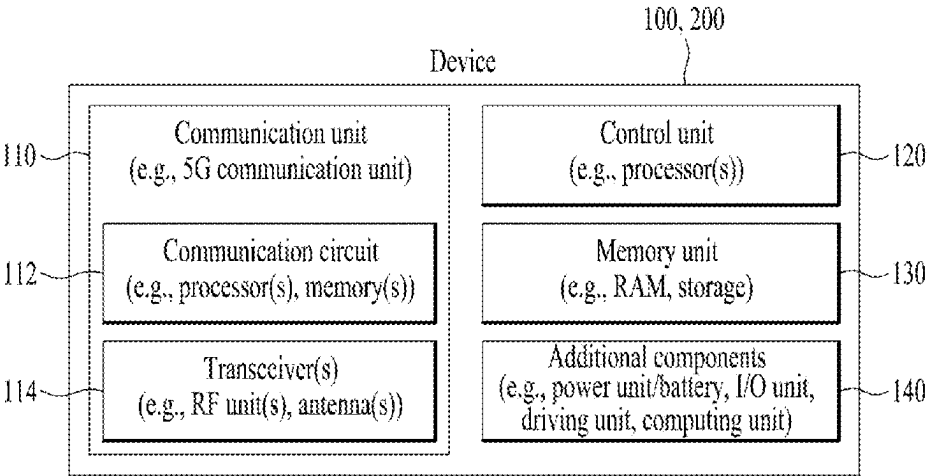 100, 200
Device
110
Communication unit
(e.g., 5G communication unit)
Control unit
(e.g., processor(s))
120
112
Communication circuit
(e.g., processor(s), memory(s))
Memory unit
(e.g., RAM, storage)
130
114
Transceiver(s)
(e.g., RF unit(s), antenna(s))
Additional components
(e.g., power unit/battery, I/O unit,
driving unit, computing unit)
140